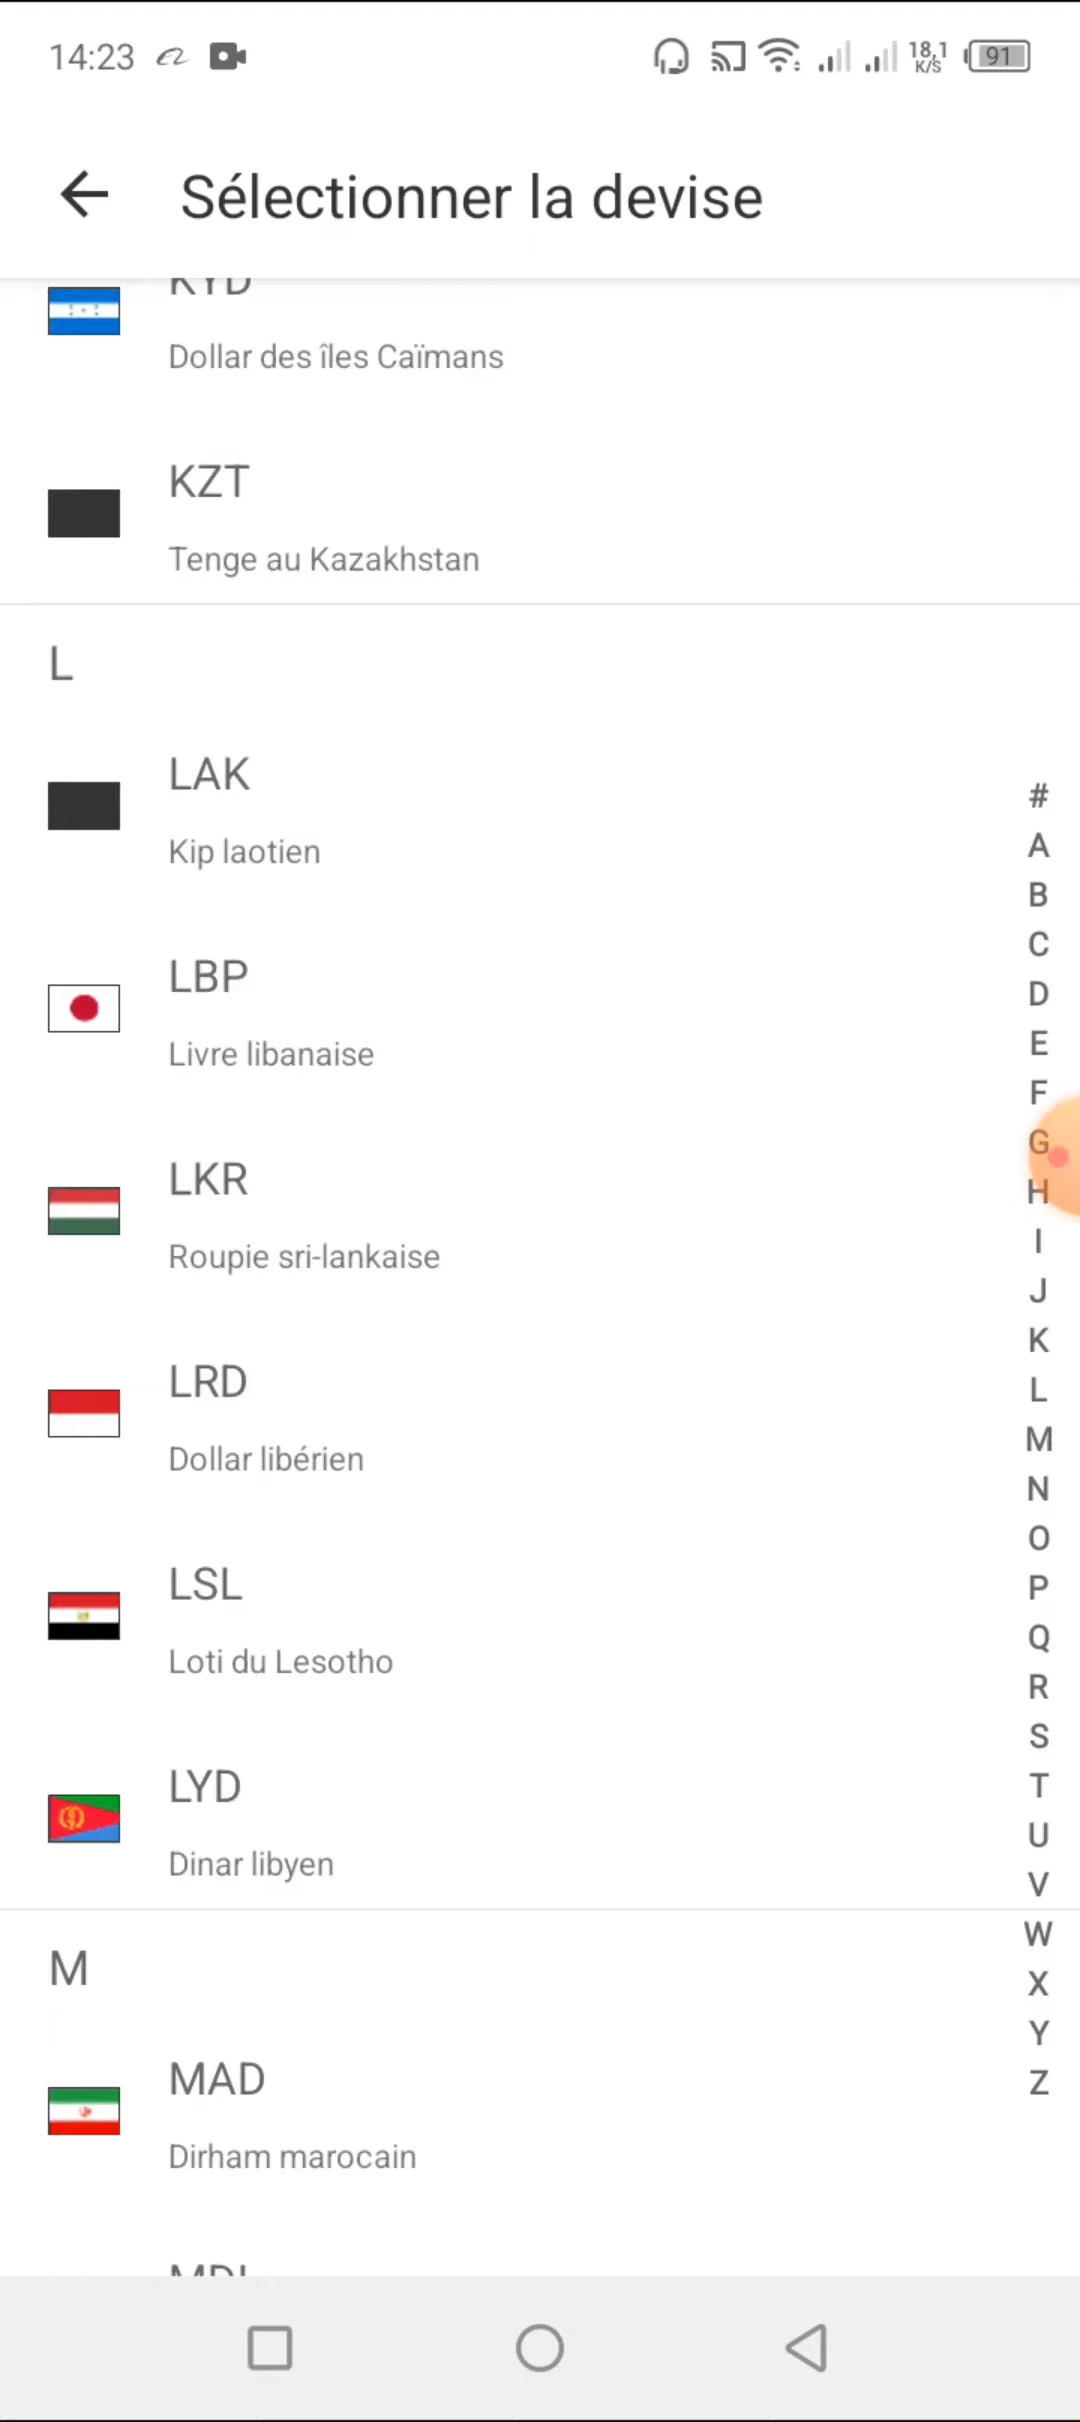 14:23
18,1
K/S
91
Sélectionner la devise
KYD
Dollar des îles Caïmans
KZT
Tenge au Kazakhstan
L
LAK
Kip laotien
LBP
Livre libanaise
LKR
Roupie sri-lankaise
LRD
Dollar libérien
LSL
Loti du Lesotho
LYD
Dinar libyen
M
MAD
Dirham marocain
MDL
#
A
B
C
D
E
F
G
H
I
J
K
L
M
N
O
P
Q
R
S
T
U
V
W
X
Y
Z